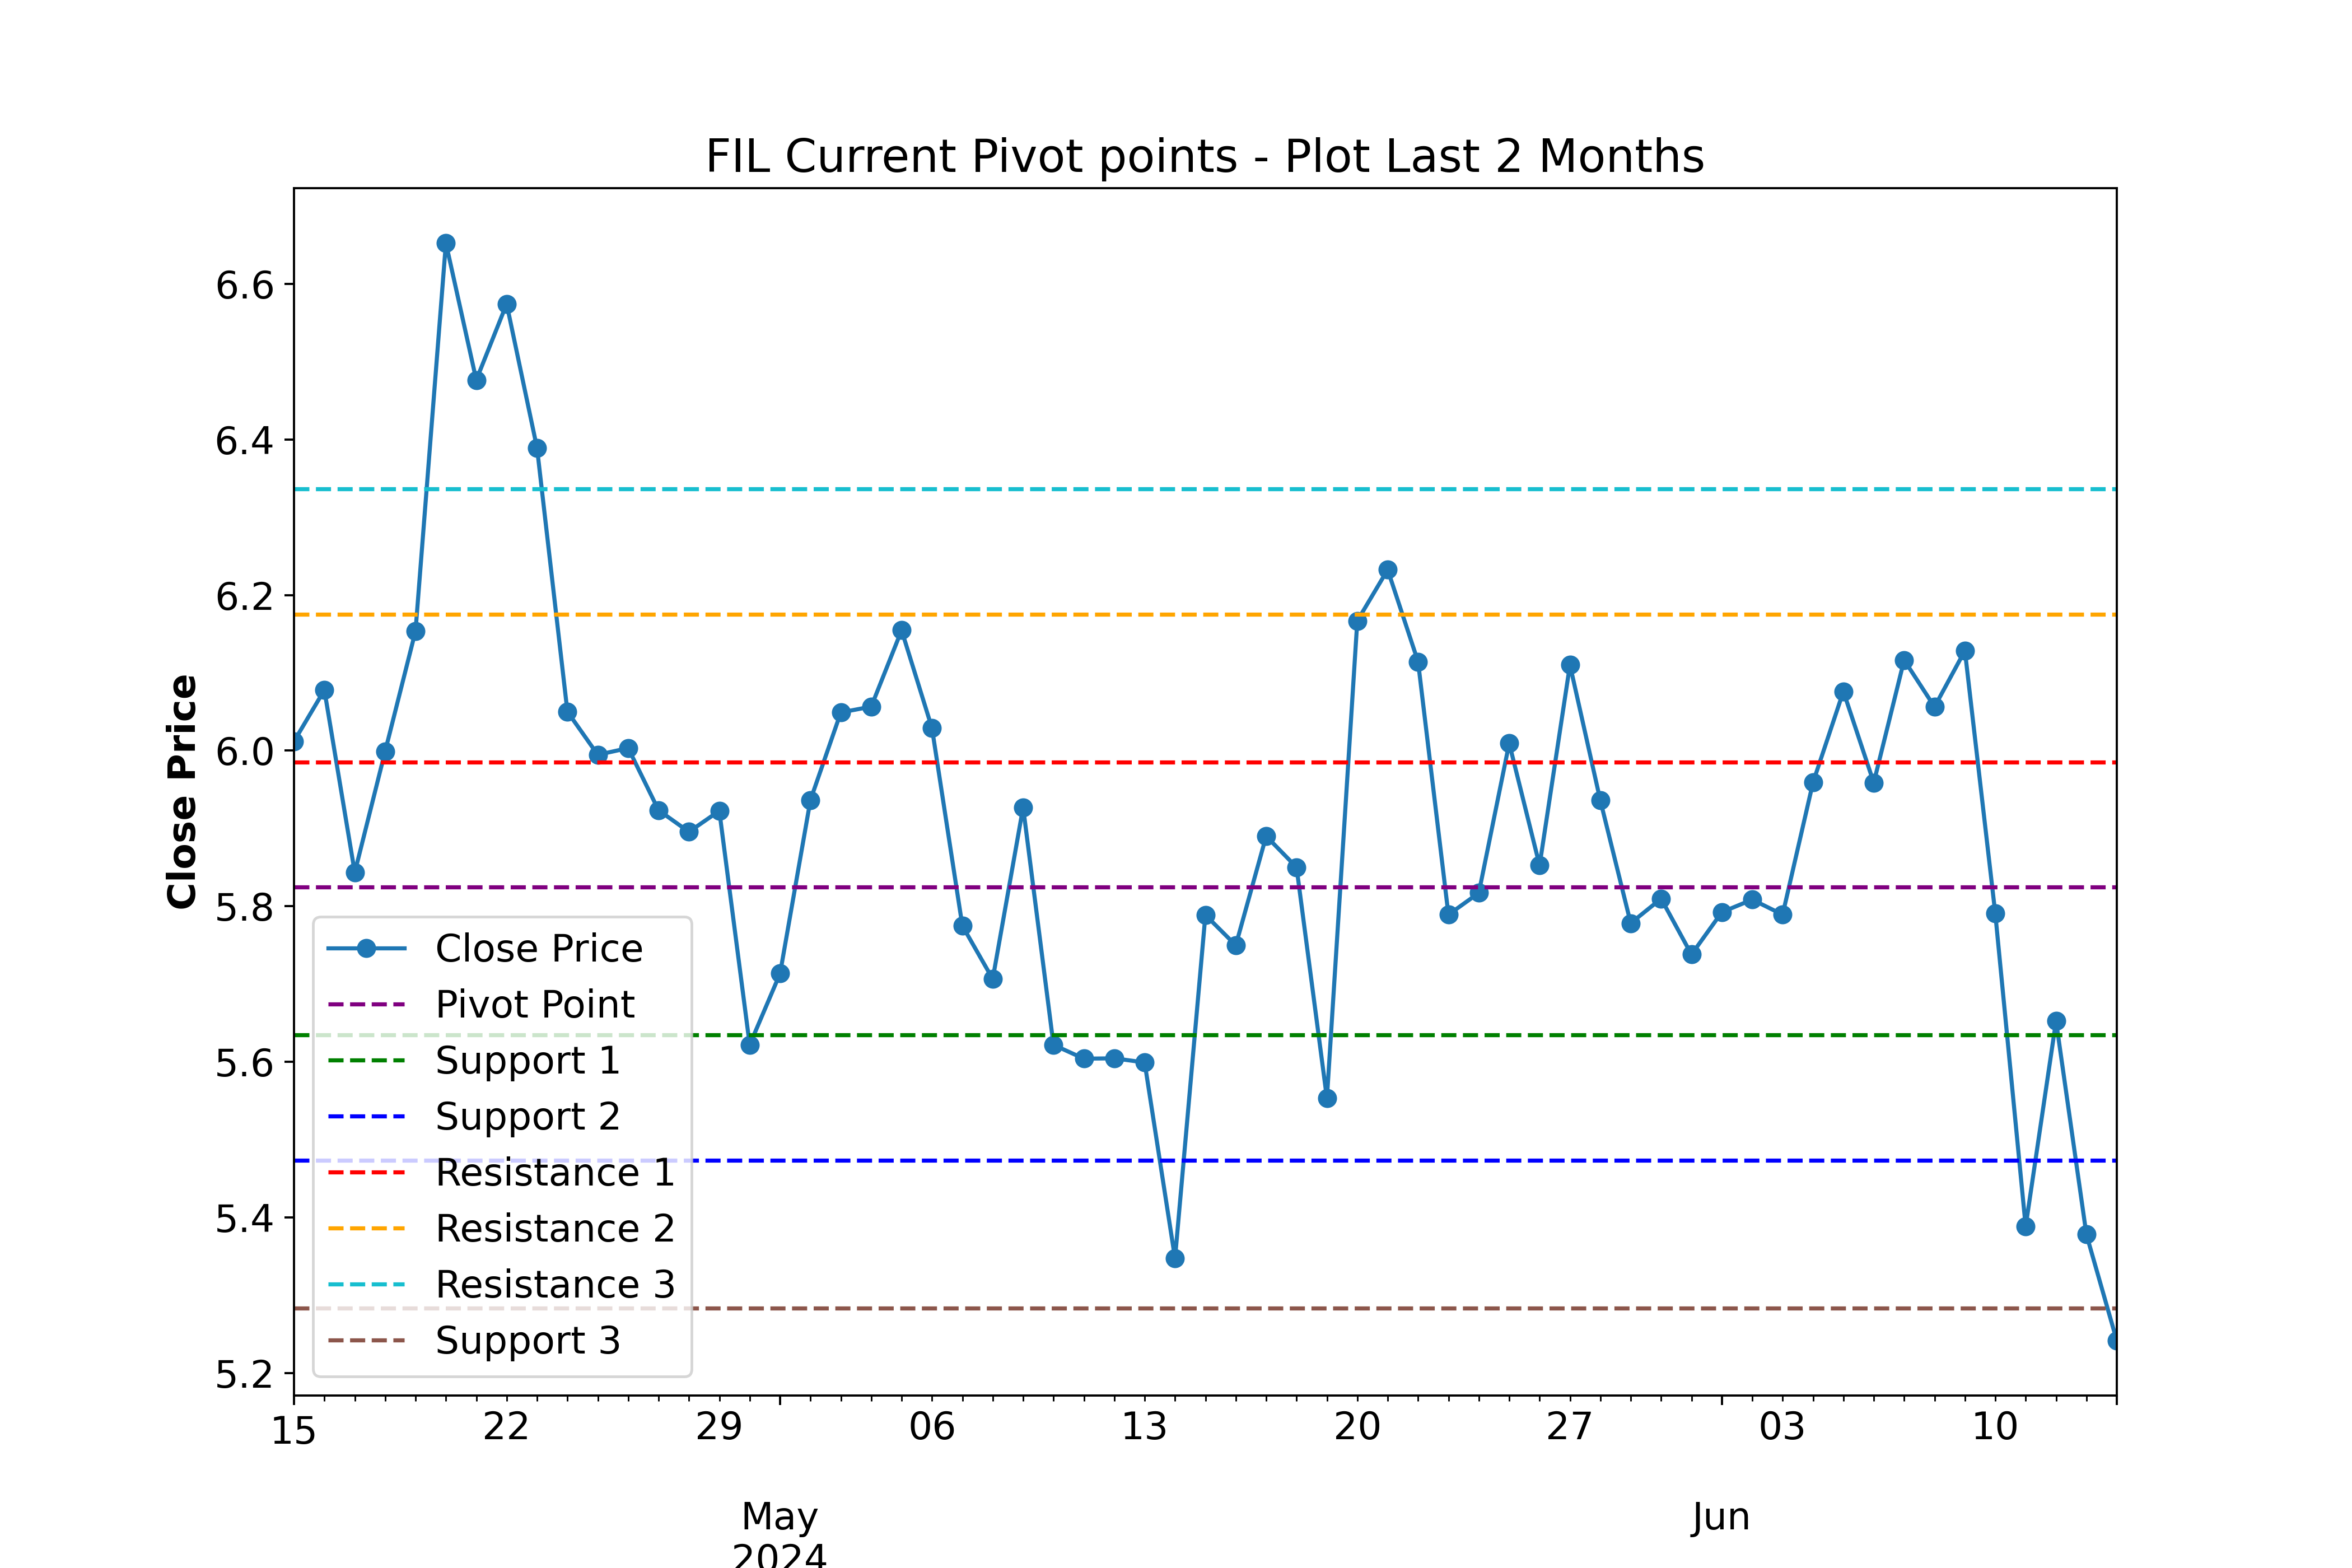 FIL Current Pivot points - Plot Last 2 Months
Close Price
6.6
6.4
6.2
6.0
5.8
5.6
5.4
5.2
Close Price
Pivot Point
Support 1
Support 2
Resistance 1
Resistance 2
Resistance 3
Support 3
15 22 29 06 13 20 27 03 10
May Jun
2024